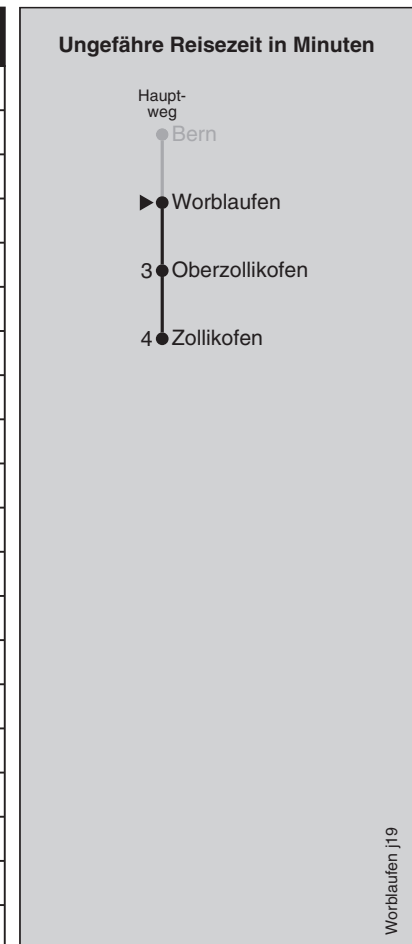 Ungefähre Reisezeit in Minuten
Haupt-
weg
Bern
Worblaufen
3 Oberzollikofen
4 Zollikofen
Worblaufen j19